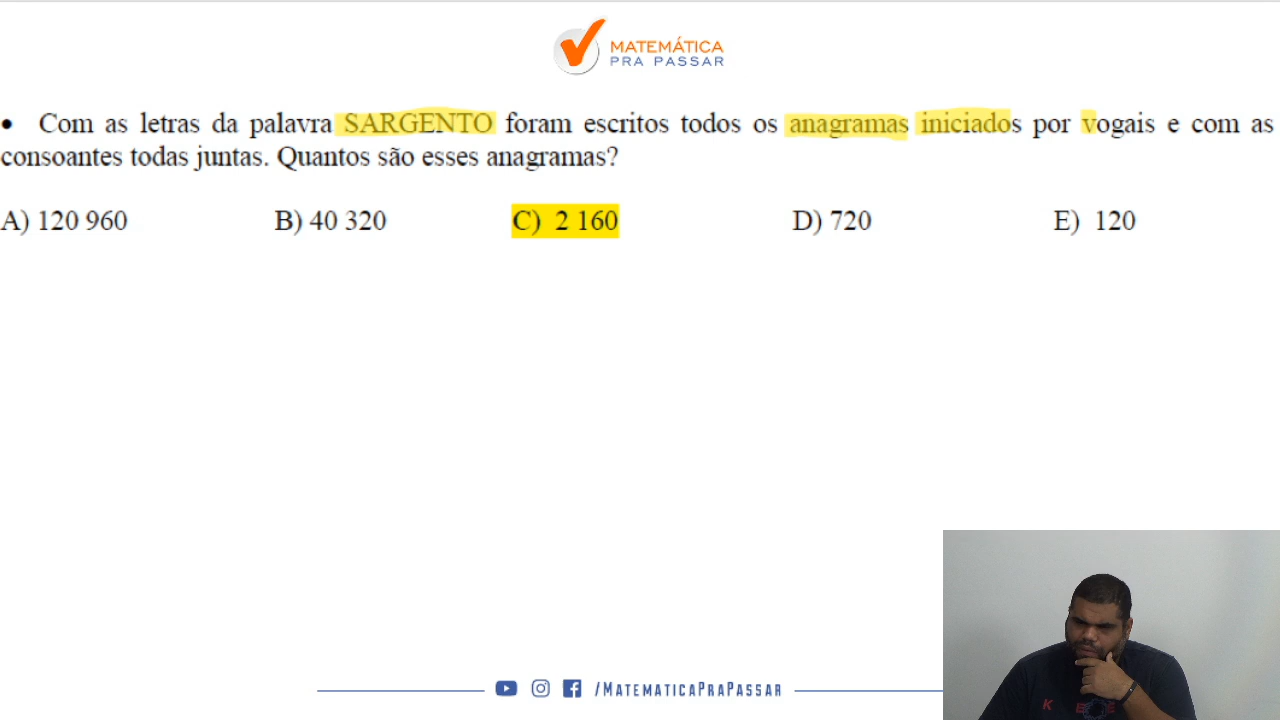 MATEMÁTICA
PRA PASSAR
• Com as letras da palavra SARGENTO foram escritos todos os anagramas iniciados por vogais e com as
consoantes todas juntas. Quantos são esses anagramas?
A) 120 960 B) 40 320 C) 2 160 D) 720 E) 120
/MATEMATICAPRAPASSAR